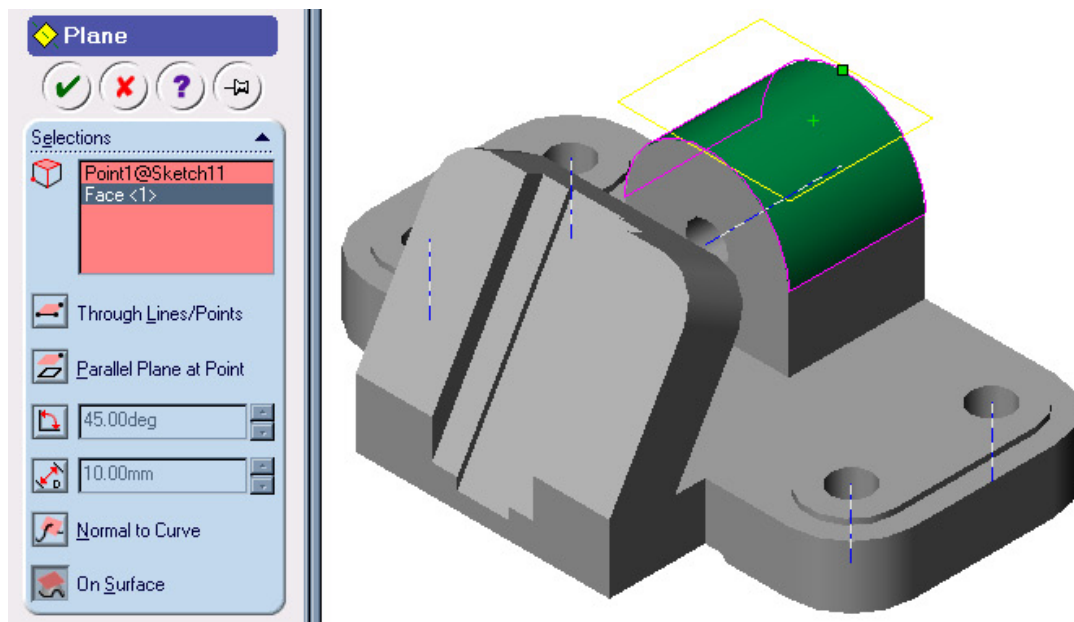 Plane
?
Selections
Point1@Sketch11
Face <1>
Through Lines/Points
Parallel Plane at Point
45.00deg
D
10.00mm
Normal to Curve
On Surface